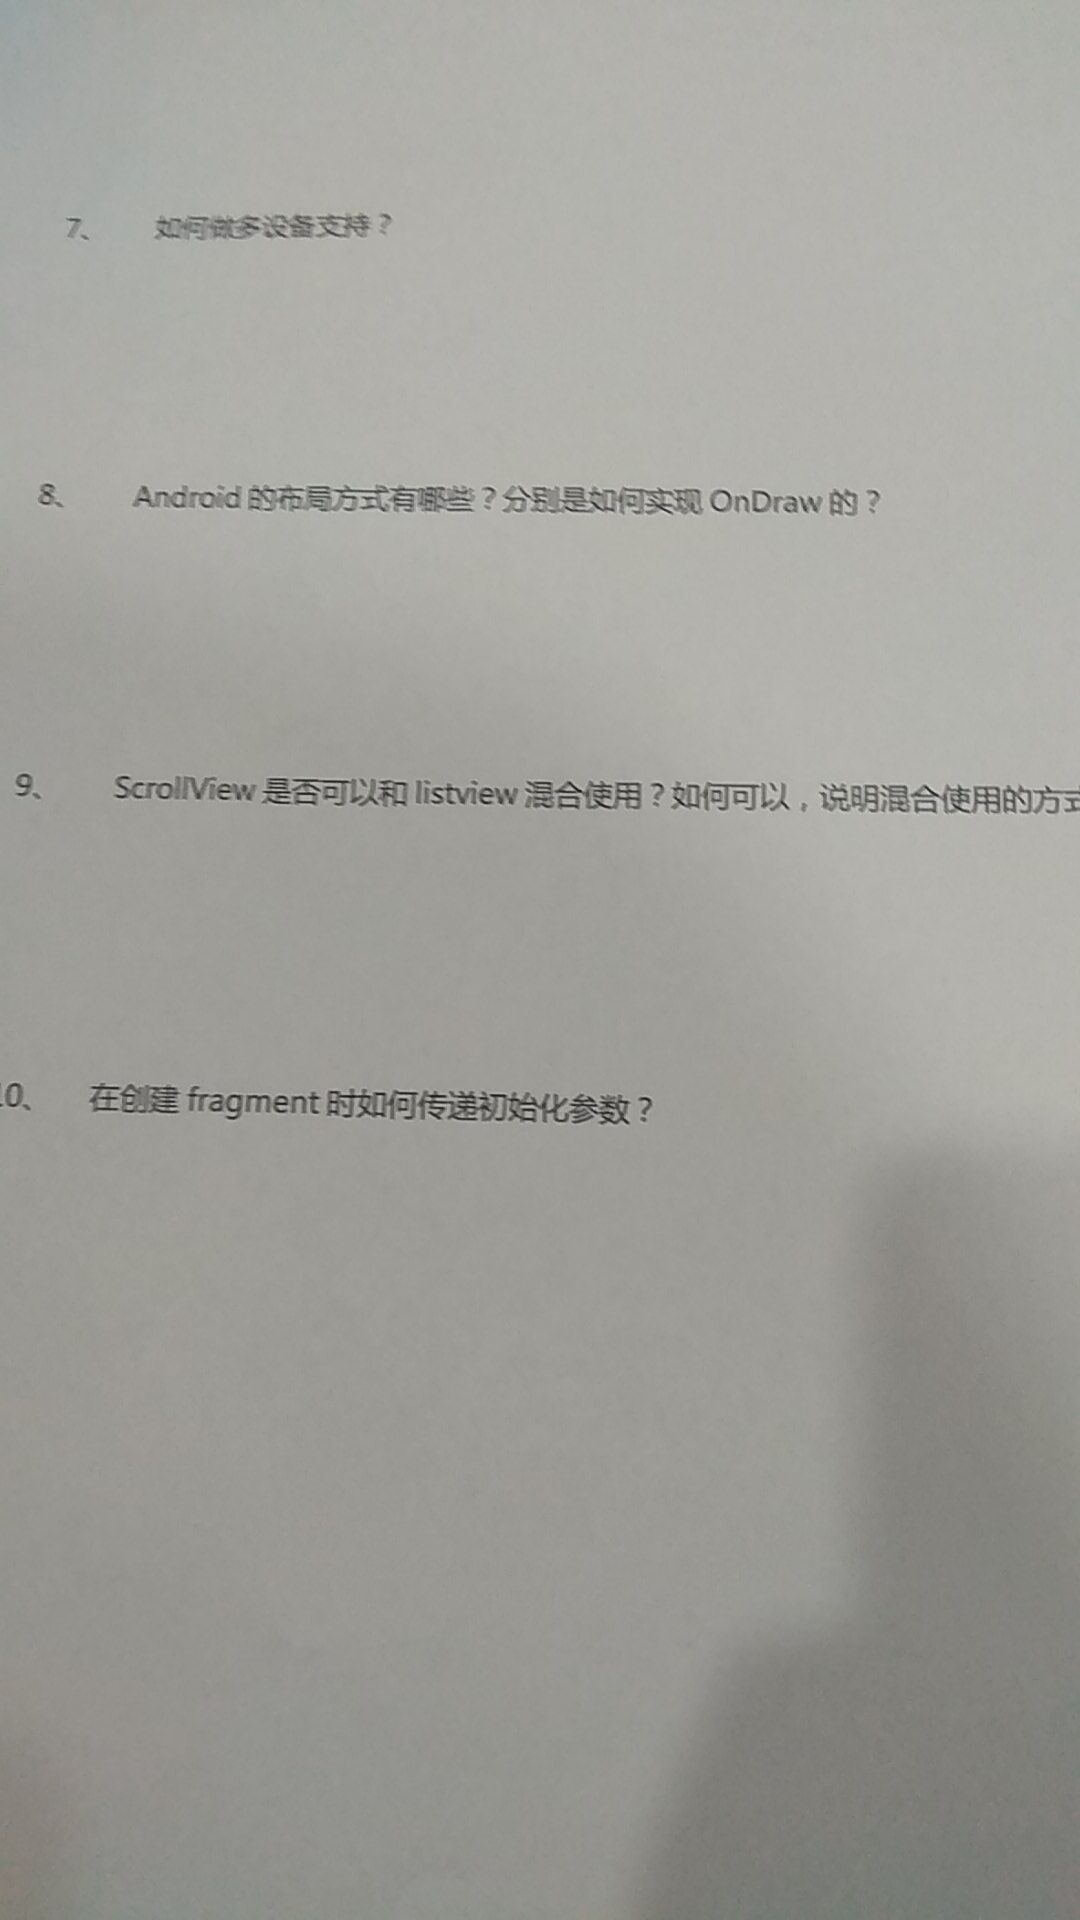 7、 如何做多设备支持？
8、 Android 的布局方式有哪些？分别是如何实现 OnDraw 的？
9、 ScrollView 是否可以和 listview 混合使用？如何可以，说明混合使用的方式
10、 在创建 fragment 时如何传递初始化参数？